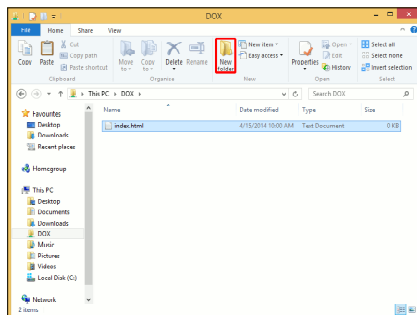 DOX
File Home Share View
Copy
Paste
Cut
Copy path
Paste shortcut
Clipboard
Move to
Copy to
Delete
Rename
Organise
New folder
New item
Easy access
New
Properties
Open
Edit
History
Open
Select all
Select none
Invert selection
Select
This PC DOX
Search DOX
Name Date modified Type Size
index.html 4/15/2014 10:00 AM Text Document 0 KB
Favourites
Desktop
Downloads
Recent places
Homegroup
This PC
Desktop
Documents
Downloads
DOX
Music
Pictures
Videos
Local Disk (C:)
Network
2 items